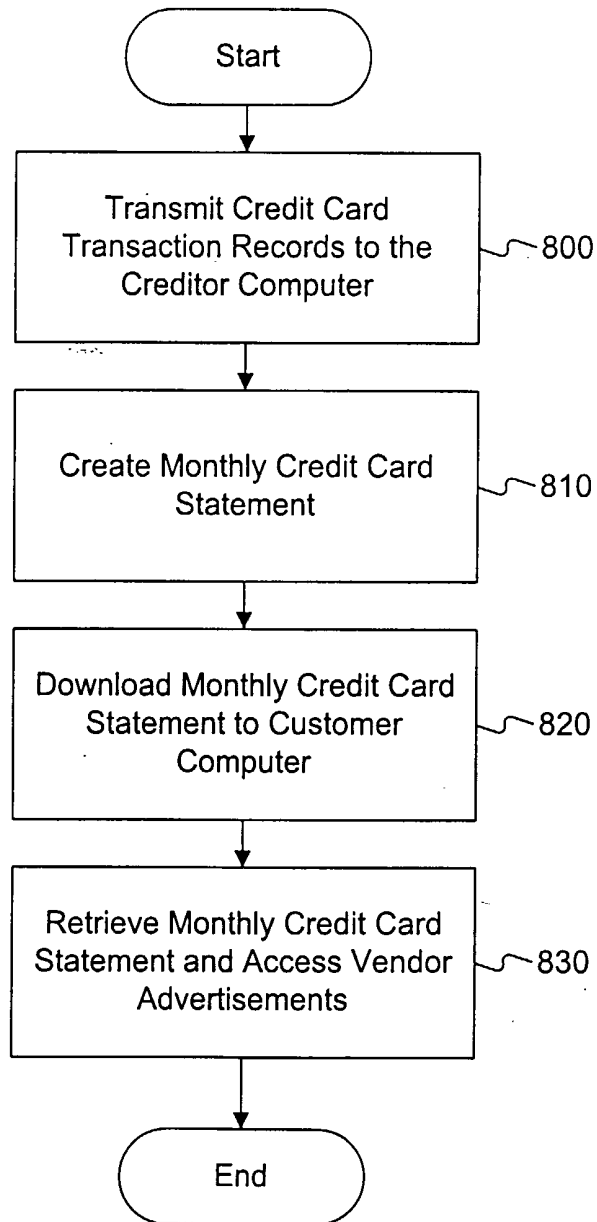 Start
Transmit Credit Card
Transaction Records to the
Creditor Computer
800
Create Monthly Credit Card
Statement
810
Download Monthly Credit Card
Statement to Customer
Computer
820
Retrieve Monthly Credit Card
Statement and Access Vendor
Advertisements
830
End